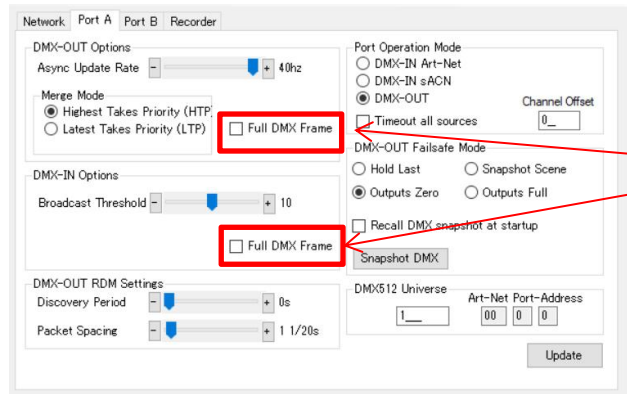 Network Port A Port B Recorder
DMX-OUT Options
Async Update Rate - + 40hz
Merge Mode
Highest Takes Priority (HTP)
Latest Takes Priority (LTP)
Full DMX Frame
DMX-IN Options
Broadcast Threshold - + 10
Full DMX Frame
DMX-OUT RDM Settings
Discovery Period - + 0s
Packet Spacing - + 1 1/20s
Port Operation Mode
DMX-IN Art-Net
DMX-IN sACN
DMX-OUT
Channel Offset
Timeout all sources 0_
DMX-OUT Failsafe Mode
Hold Last Snapshot Scene
Outputs Zero Outputs Full
Recall DMX snapshot at startup
Snapshot DMX
DMX512 Universe
Art-Net Port-Address
1__ 00 0 0
Update